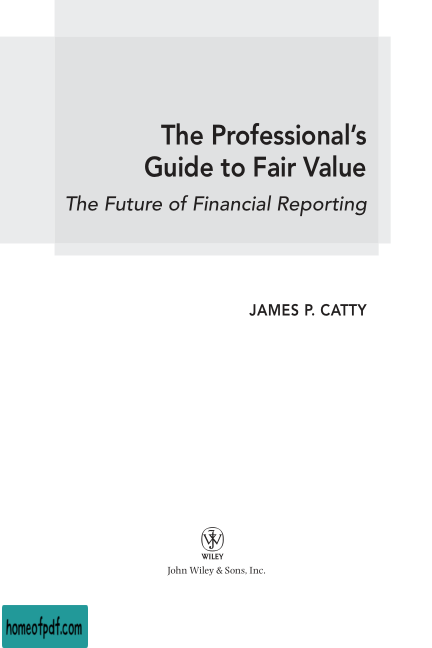 The Professional's
Guide to Fair Value
The Future of Financial Reporting
JAMES P. CATTY
WILEY
John Wiley & Sons, Inc.
homeofpdf.com